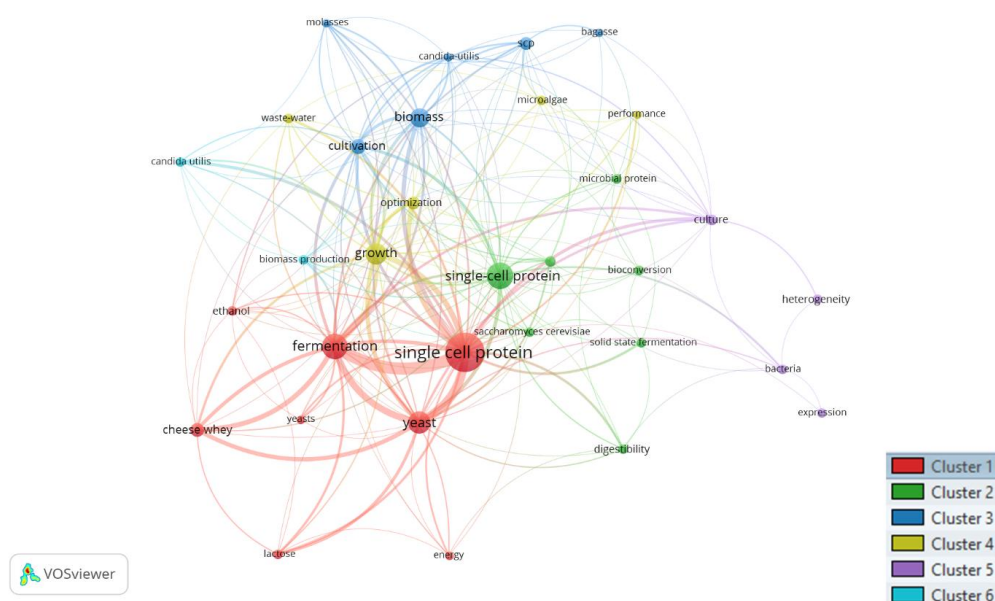 molasses
scp
bagasse
candida-utilis
microalgae
performance
waste-water
biomass
cultivation
candida utilis
microbial protein
optimization
culture
growth
biomass production
single-cell protein
bioconversion
heterogeneity
ethanol
saccharomyces cerevisiae
solid state fermentation
fermentation
single cell protein
bacteria
expression
yeasts
yeast
cheese whey
digestibility
lactose
energy
VOSviewer
Cluster 1
Cluster 2
Cluster 3
Cluster 4
Cluster 5
Cluster 6